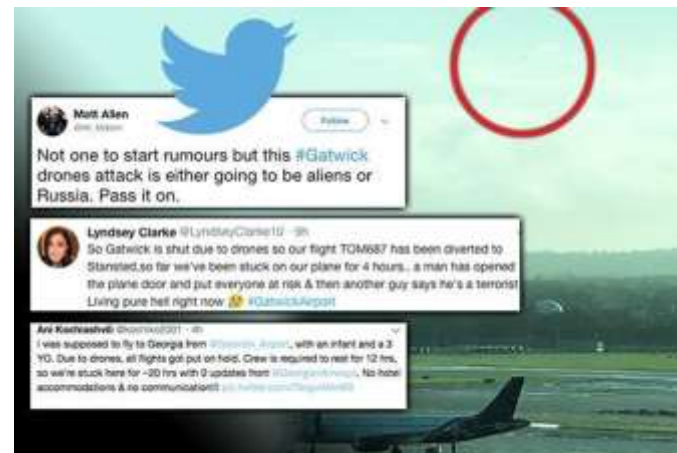 Matt Allen
Follow
Not one to start rumours but this #Gatwick
drones attack is either going to be aliens or
Russia. Pass it on.
Lyndsey Clarke @LyndseyClarke10 · 9h
So Gatwick is shut due to drones so our flight TOM687 has been diverted to
Stansted,so far we've been stuck on our plane for 4 hours.. a man has opened
the plane door and put everyone at risk & then another guy says he's a terrorist
Living pure hell right now #GatwickAirport
Ani Kochiashvili
I was supposed to fly to Georgia from with an infant and a 3
YO. Due to drones, all flights got put on hold. Crew is required to rest for 12 hrs,
so we're stuck here for ~20 hrs with 0 updates from No hotel
accommodations & no communication!!